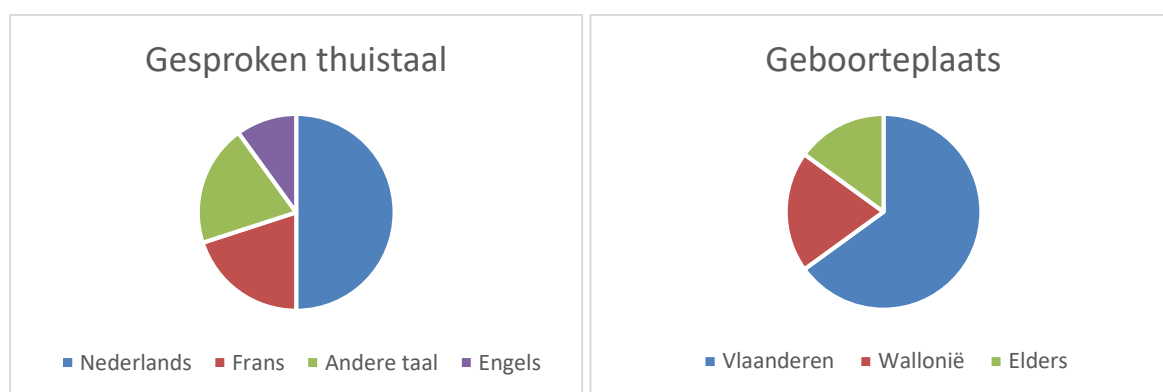 Gesproken thuistaal
Nederlands Frans Andere taal Engels
Geboorteplaats
Vlaanderen Wallonië Elders